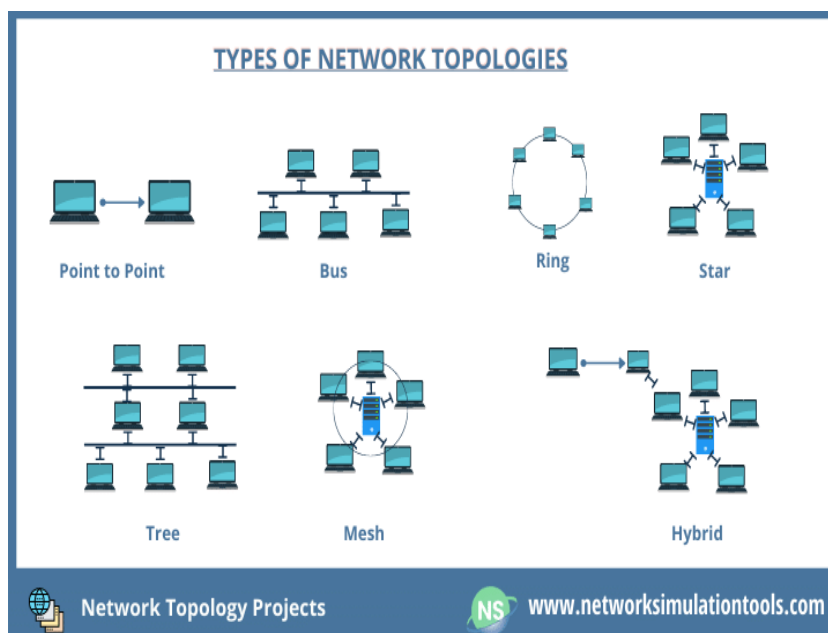 TYPES OF NETWORK TOPOLOGIES
Point to Point
Bus
Ring
Star
Tree
Mesh
Hybrid
Network Topology Projects
NS
www.networksimulationtools.com